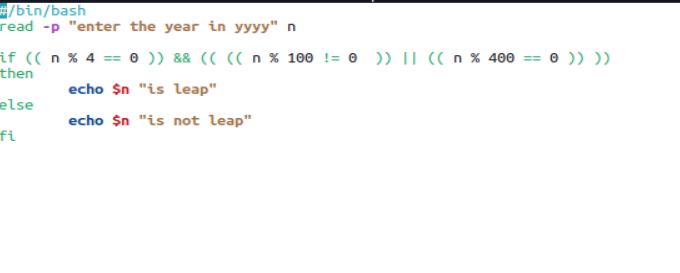 #/bin/bash
read -p "enter the year in yyyy" n
if (( n % 4 == 0 )) && (( (( n % 100 != 0  )) || (( n % 400 == 0 )) ))
then
        echo $n "is leap"
else
        echo $n "is not leap"
fi